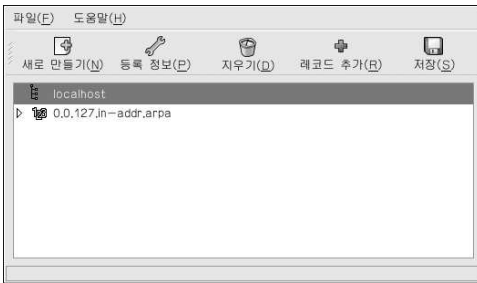 파일(F) 도움말(H)
새로 만들기(N) 등록 정보(P) 지우기(D) 레코드 추가(R) 저장(S)
localhost
0.0.127.in-addr.arpa